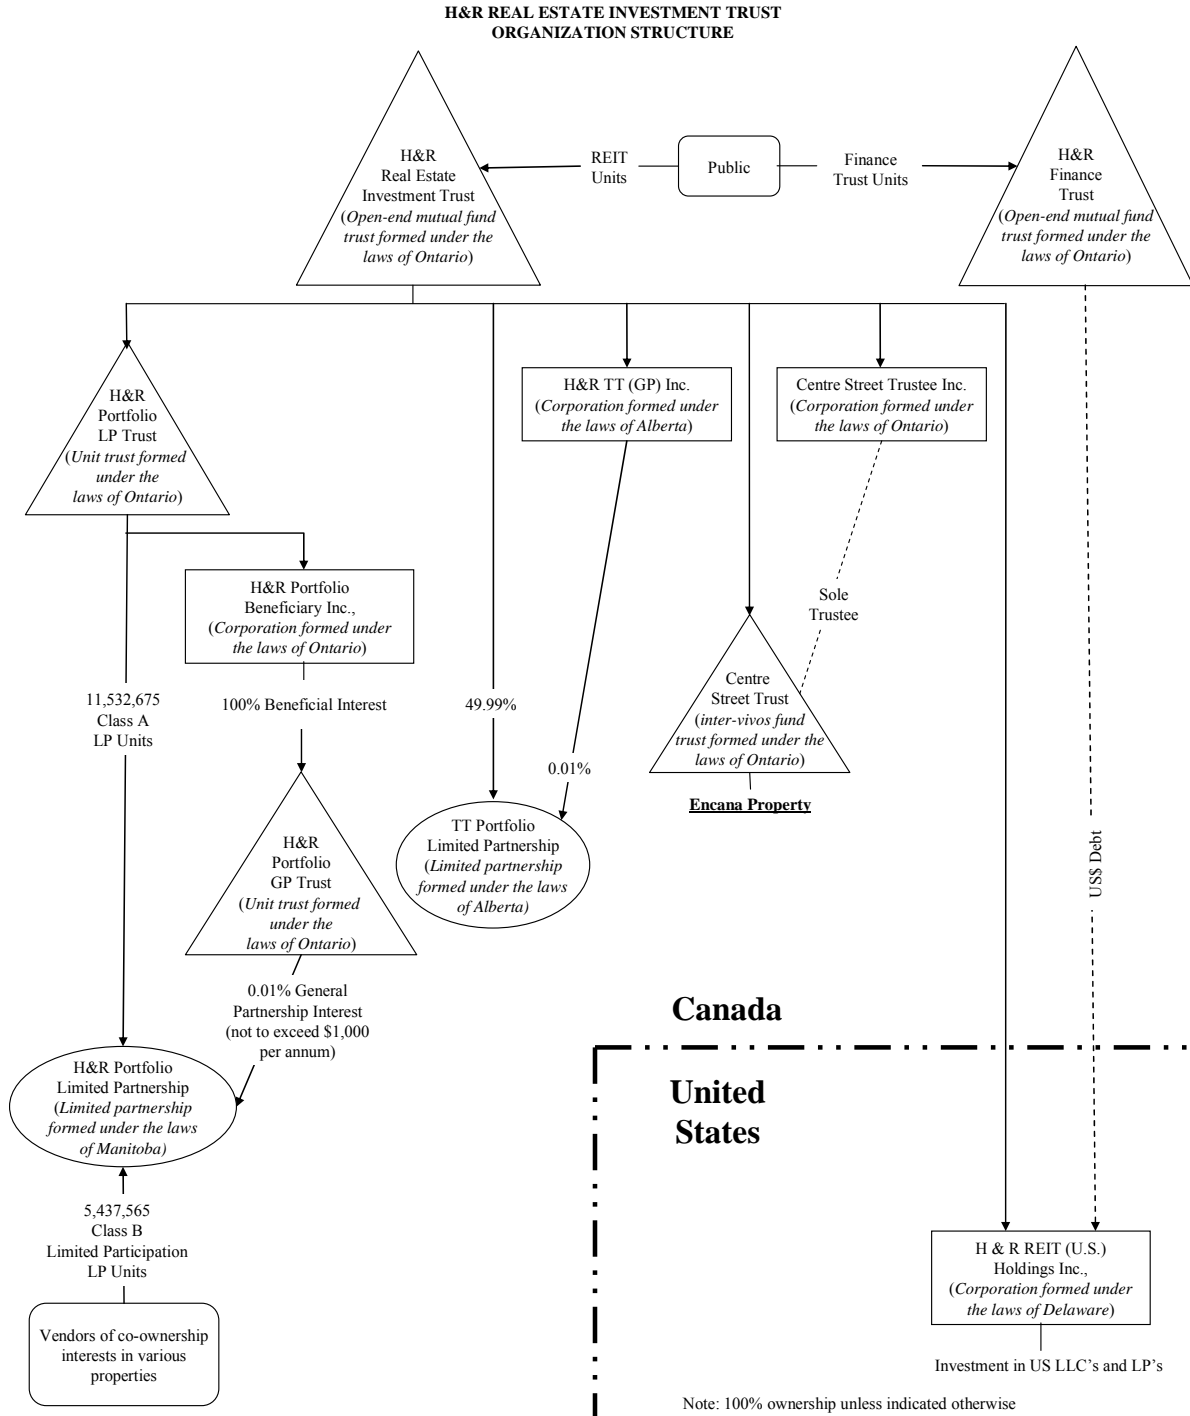 H&R REAL ESTATE INVESTMENT TRUST
ORGANIZATION STRUCTURE
H&R
Real Estate
Investment Trust
(Open-end mutual fund
trust formed under the
laws of Ontario)
REIT
Units
Public
Finance
Trust Units
H&R
Finance
Trust
(Open-end mutual fund
trust formed under the
laws of Ontario)
H&R
Portfolio
LP Trust
(Unit trust formed
under the
laws of Ontario)
H&R TT (GP) Inc.
(Corporation formed under
the laws of Alberta)
Centre Street Trustee Inc.
(Corporation formed under
the laws of Ontario)
H&R Portfolio
Beneficiary Inc.,
(Corporation formed under
the laws of Ontario)
Sole
Trustee
11,532,675
Class A
LP Units
100% Beneficial Interest
49.99%
0.01%
Centre
Street Trust
(inter-vivos fund
trust formed under the
laws of Ontario)
Encana Property
H&R
Portfolio
GP Trust
(Unit trust formed
under the
laws of Ontario)
TT Portfolio
Limited Partnership
(Limited partnership
formed under the laws
of Alberta)
US$ Debt
0.01% General
Partnership Interest
(not to exceed $1,000
per annum)
Canada
United
States
H&R Portfolio
Limited Partnership
(Limited partnership
formed under the laws
of Manitoba)
5,437,565
Class B
Limited Participation
LP Units
Vendors of co-ownership
interests in various
properties
H & R REIT (U.S.)
Holdings Inc.,
(Corporation formed under
the laws of Delaware)
Investment in US LLC's and LP's
Note: 100% ownership unless indicated otherwise